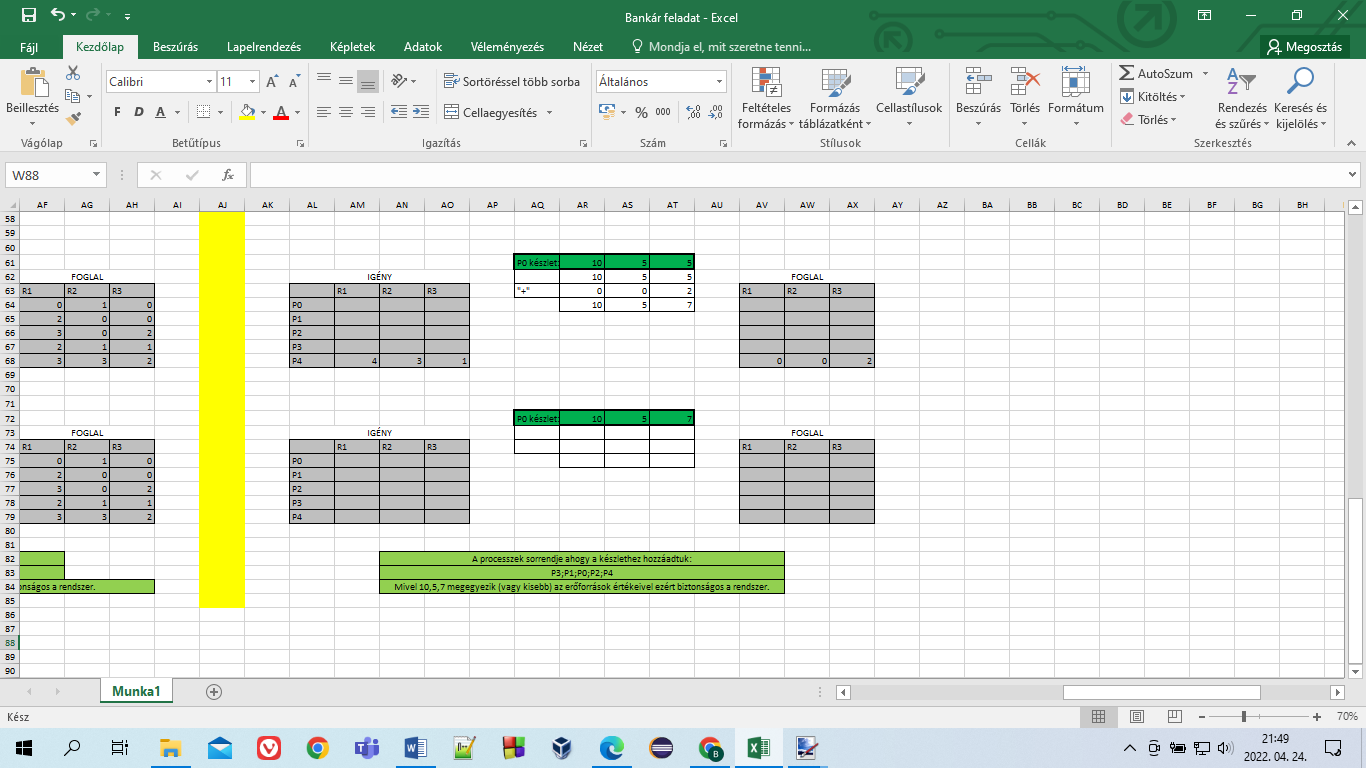 Bankár feladat - Excel
Fájl Kezdőlap Beszúrás Lapelrendezés Képletek Adatok Véleményezés Nézet Mondja el, mit szeretne tenni... Megosztás
Calibri 11 Sortöréssel több sorba Általános AutoSzum
Beillesztés F D A A Cellaegyesítés % 000 Feltételes formázás Formázás táblázatként Cellastílusok Beszúrás Törlés Formátum Kitöltés Törlés Rendezés és szűrés Keresés és kijelölés
Vágólap Betűtípus Igazítás Szám Stílusok Cellák Szerkesztés
W88 fx
AF AG AH AI AJ AK AL AM AN AO AP AQ AR AS AT AU AV AW AX AY AZ BA BB BC BD BE BF BG BH
58
59
60
61 P0 készlet: 10 5 5
62 FOGLAL IGÉNY 10 5 5 FOGLAL
63 R1 R2 R3 R1 R2 R3 "+" 0 0 2 R1 R2 R3
64 0 1 0 P0 10 5 7
65 2 0 0 P1
66 3 0 2 P2
67 2 1 1 P3
68 3 3 2 P4 4 3 1 0 0 2
69
70
71
72 P0 készlet: 10 5 7
73 FOGLAL IGÉNY FOGLAL
74 R1 R2 R3 R1 R2 R3 R1 R2 R3
75 0 1 0 P0
76 2 0 0 P1
77 3 0 2 P2
78 2 1 1 P3
79 3 3 2 P4
80
81
82 A processzek sorrendje ahogy a készlethez hozzáadtuk:
83 P3;P1;P0;P2;P4
84 onságos a rendszer. Mivel 10,5,7 megegyezik (vagy kisebb) az erőforrások értékeivel ezért biztonságos a rendszer.
85
86
87
88
89
90
Munka1
Kész 70%
21:49
2022. 04. 24.